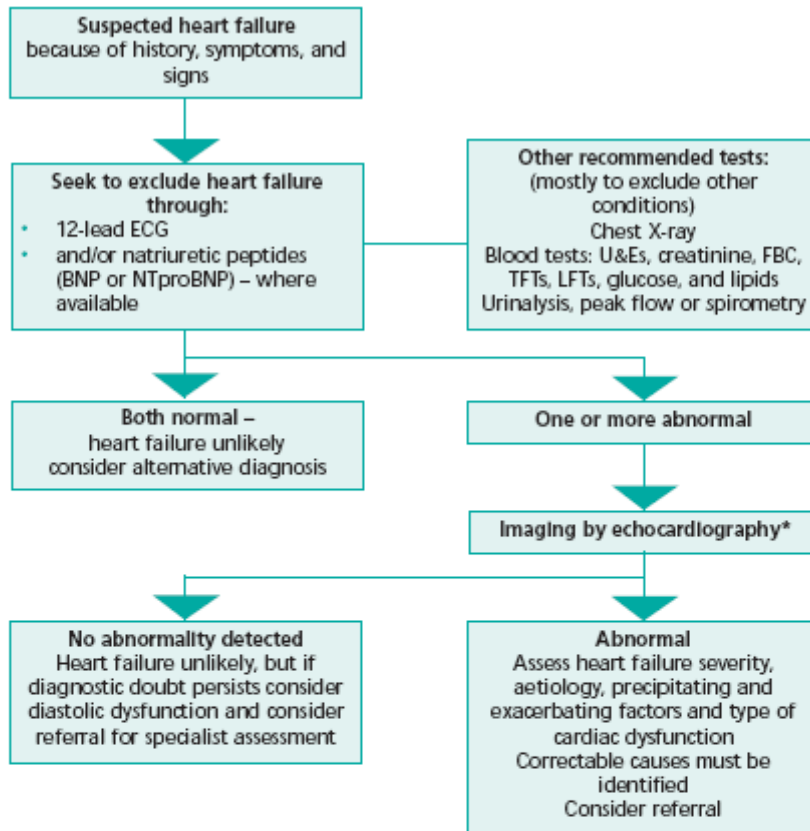 Suspected heart failure
because of history, symptoms, and
signs
Seek to exclude heart failure
through:
• 12-lead ECG
• and/or natriuretic peptides
(BNP or NTproBNP) – where
available
Other recommended tests:
(mostly to exclude other
conditions)
Chest X-ray
Blood tests: U&Es, creatinine, FBC,
TFTs, LFTs, glucose, and lipids
Urinalysis, peak flow or spirometry
Both normal –
heart failure unlikely
consider alternative diagnosis
One or more abnormal
Imaging by echocardiography*
No abnormality detected
Heart failure unlikely, but if
diagnostic doubt persists consider
diastolic dysfunction and consider
referral for specialist assessment
Abnormal
Assess heart failure severity,
aetiology, precipitating and
exacerbating factors and type of
cardiac dysfunction
Correctable causes must be
identified
Consider referral